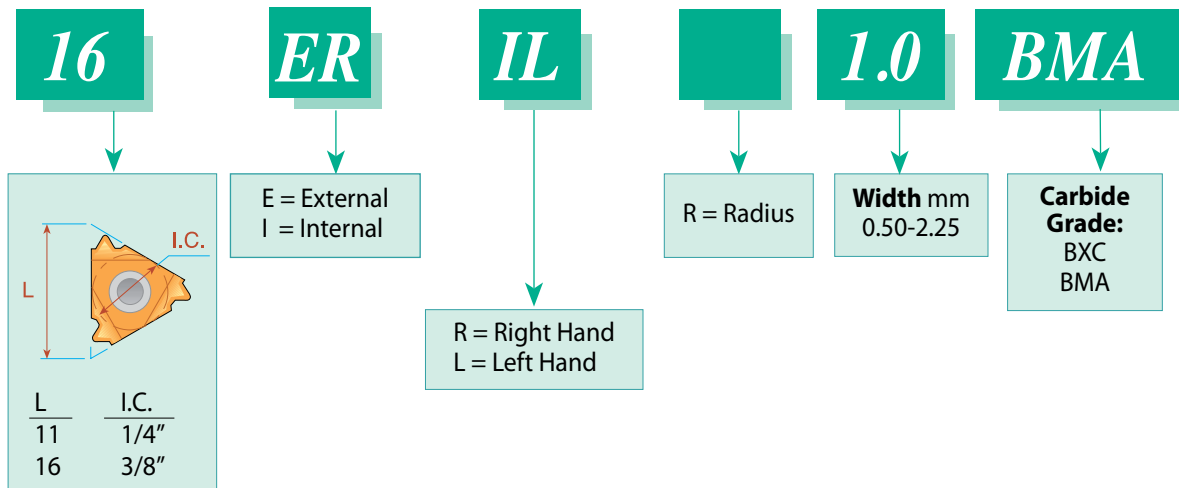 16 ER IL 1.0 BMA
L
I.C.
L I.C.
11 1/4″
16 3/8″
E = External
I = Internal
R = Right Hand
L = Left Hand
R = Radius
Width mm
0.50-2.25
Carbide
Grade:
BXC
BMA